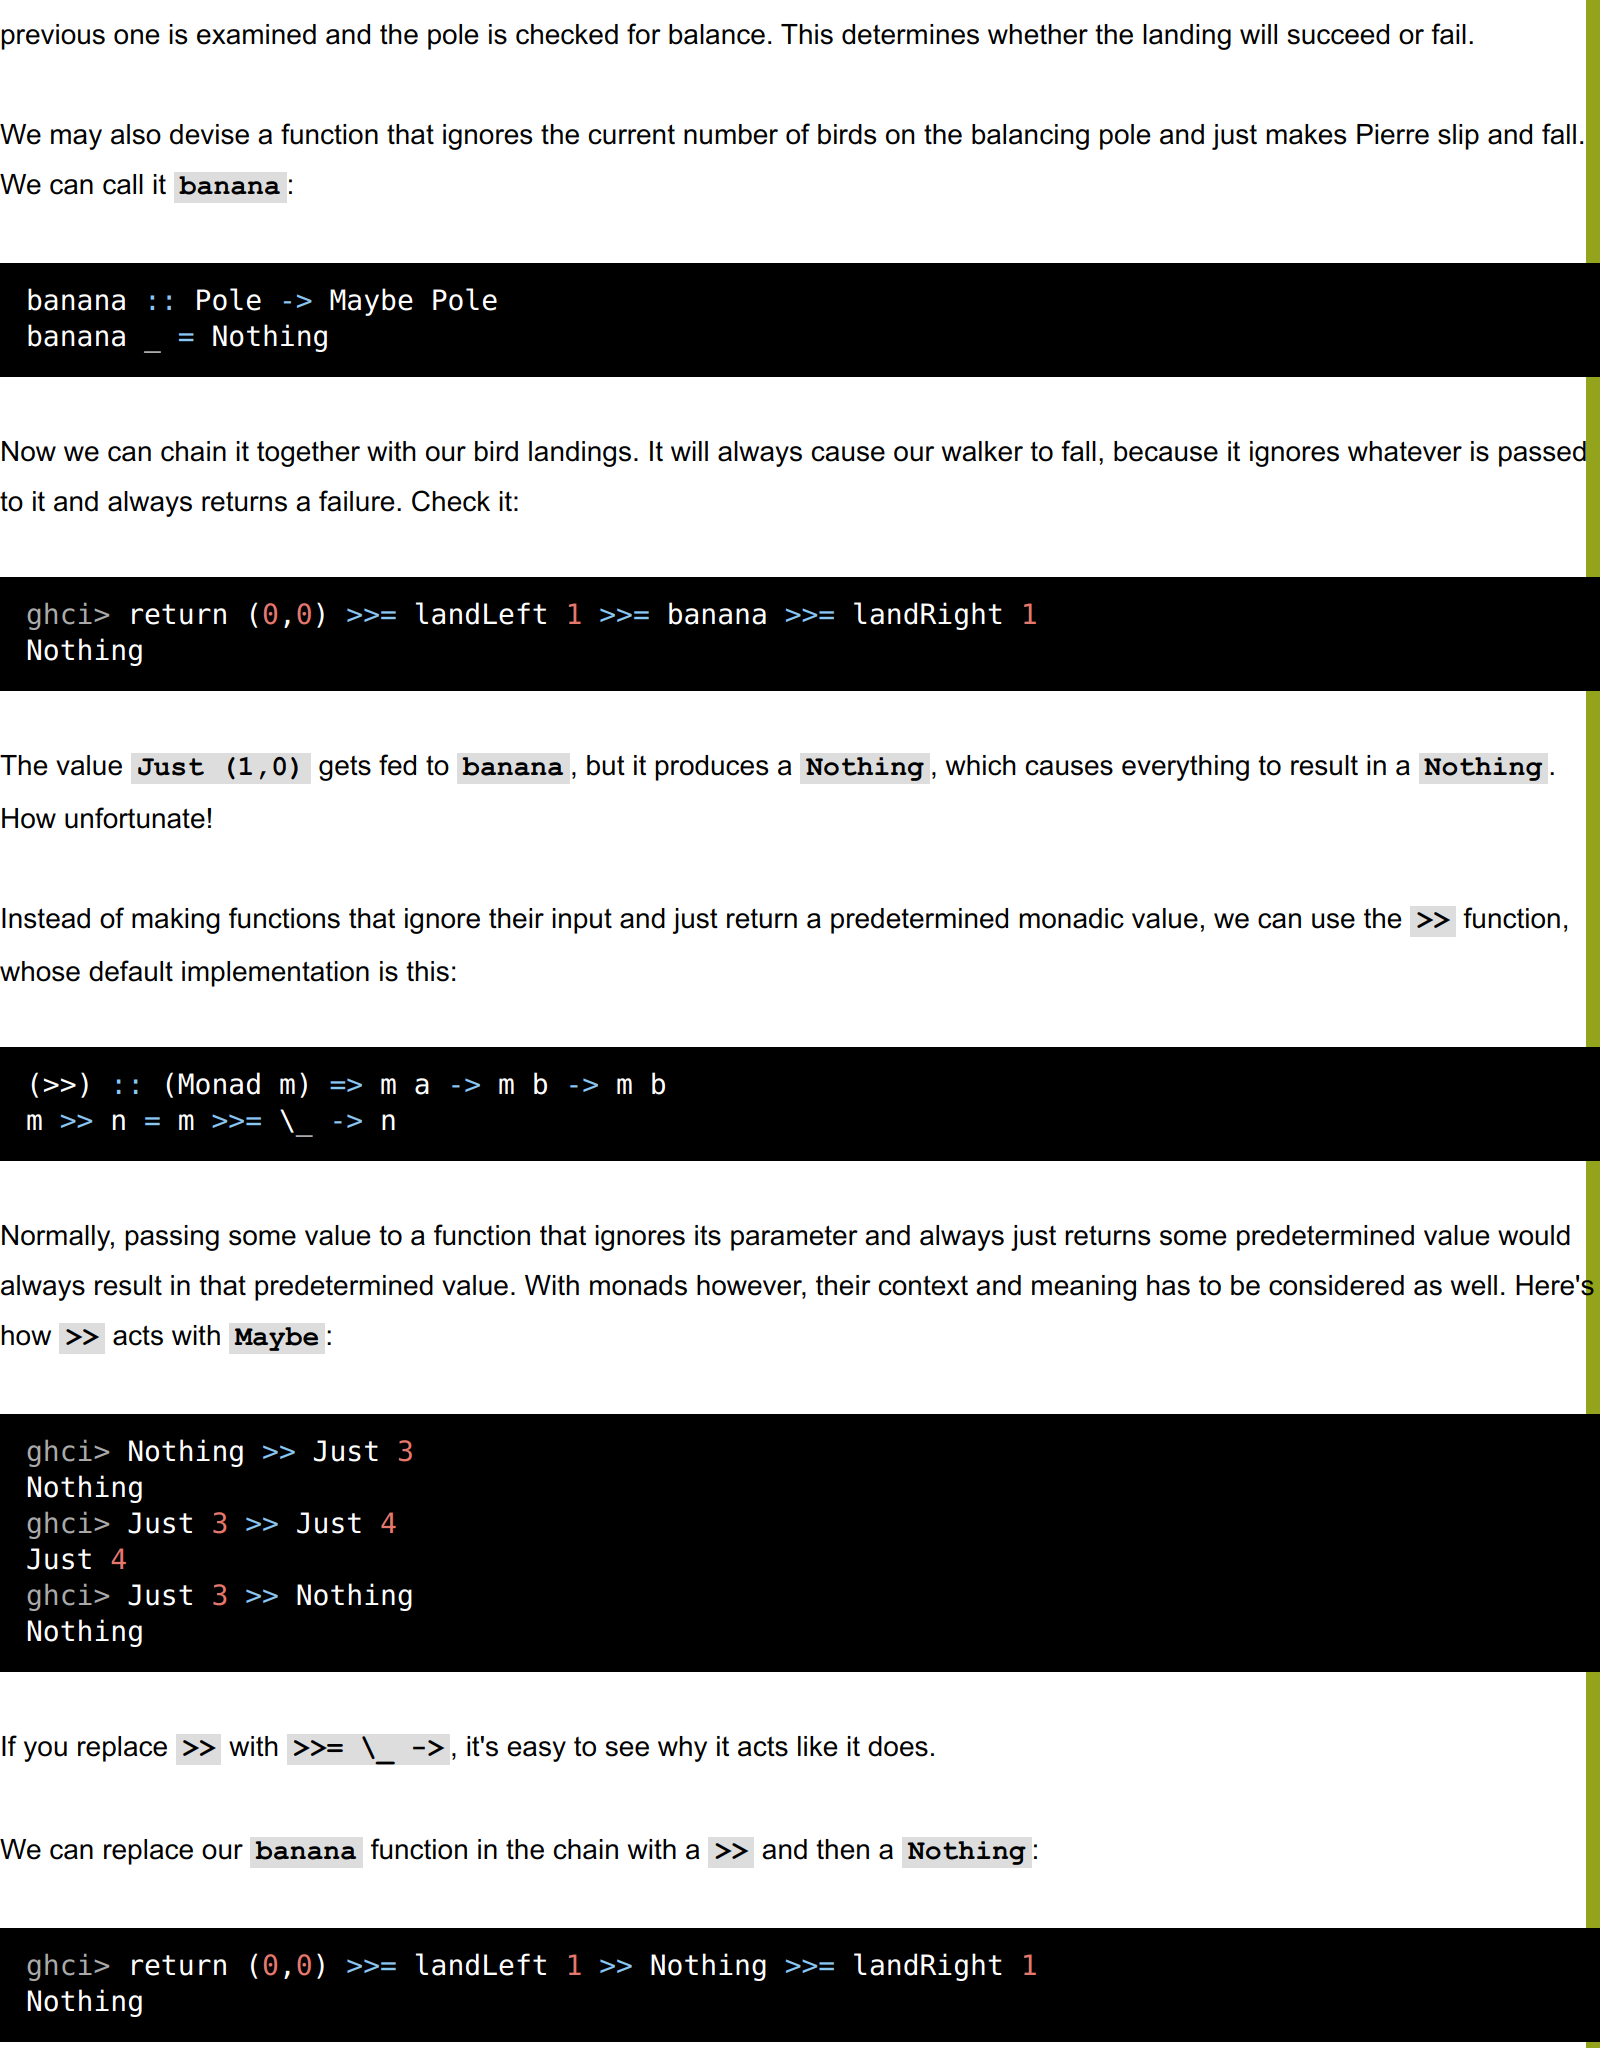 previous one is examined and the pole is checked for balance. This determines whether the landing will succeed or fail.
We may also devise a function that ignores the current number of birds on the balancing pole and just makes Pierre slip and fall.
We can call it banana:
banana :: Pole -> Maybe Pole
banana _ = Nothing
Now we can chain it together with our bird landings. It will always cause our walker to fall, because it ignores whatever is passed
to it and always returns a failure. Check it:
ghci> return (0,0) >>= landLeft 1 >>= banana >>= landRight 1
Nothing
The value Just (1,0) gets fed to banana, but it produces a Nothing, which causes everything to result in a Nothing.
How unfortunate!
Instead of making functions that ignore their input and just return a predetermined monadic value, we can use the >> function,
whose default implementation is this:
(>>) :: (Monad m) => m a -> m b -> m b
m >> n = m >>= \_ -> n
Normally, passing some value to a function that ignores its parameter and always just returns some predetermined value would
always result in that predetermined value. With monads however, their context and meaning has to be considered as well. Here's
how >> acts with Maybe:
ghci> Nothing >> Just 3
Nothing
ghci> Just 3 >> Just 4
Just 4
ghci> Just 3 >> Nothing
Nothing
If you replace >> with >>= \_ ->, it's easy to see why it acts like it does.
We can replace our banana function in the chain with a >> and then a Nothing:
ghci> return (0,0) >>= landLeft 1 >> Nothing >>= landRight 1
Nothing